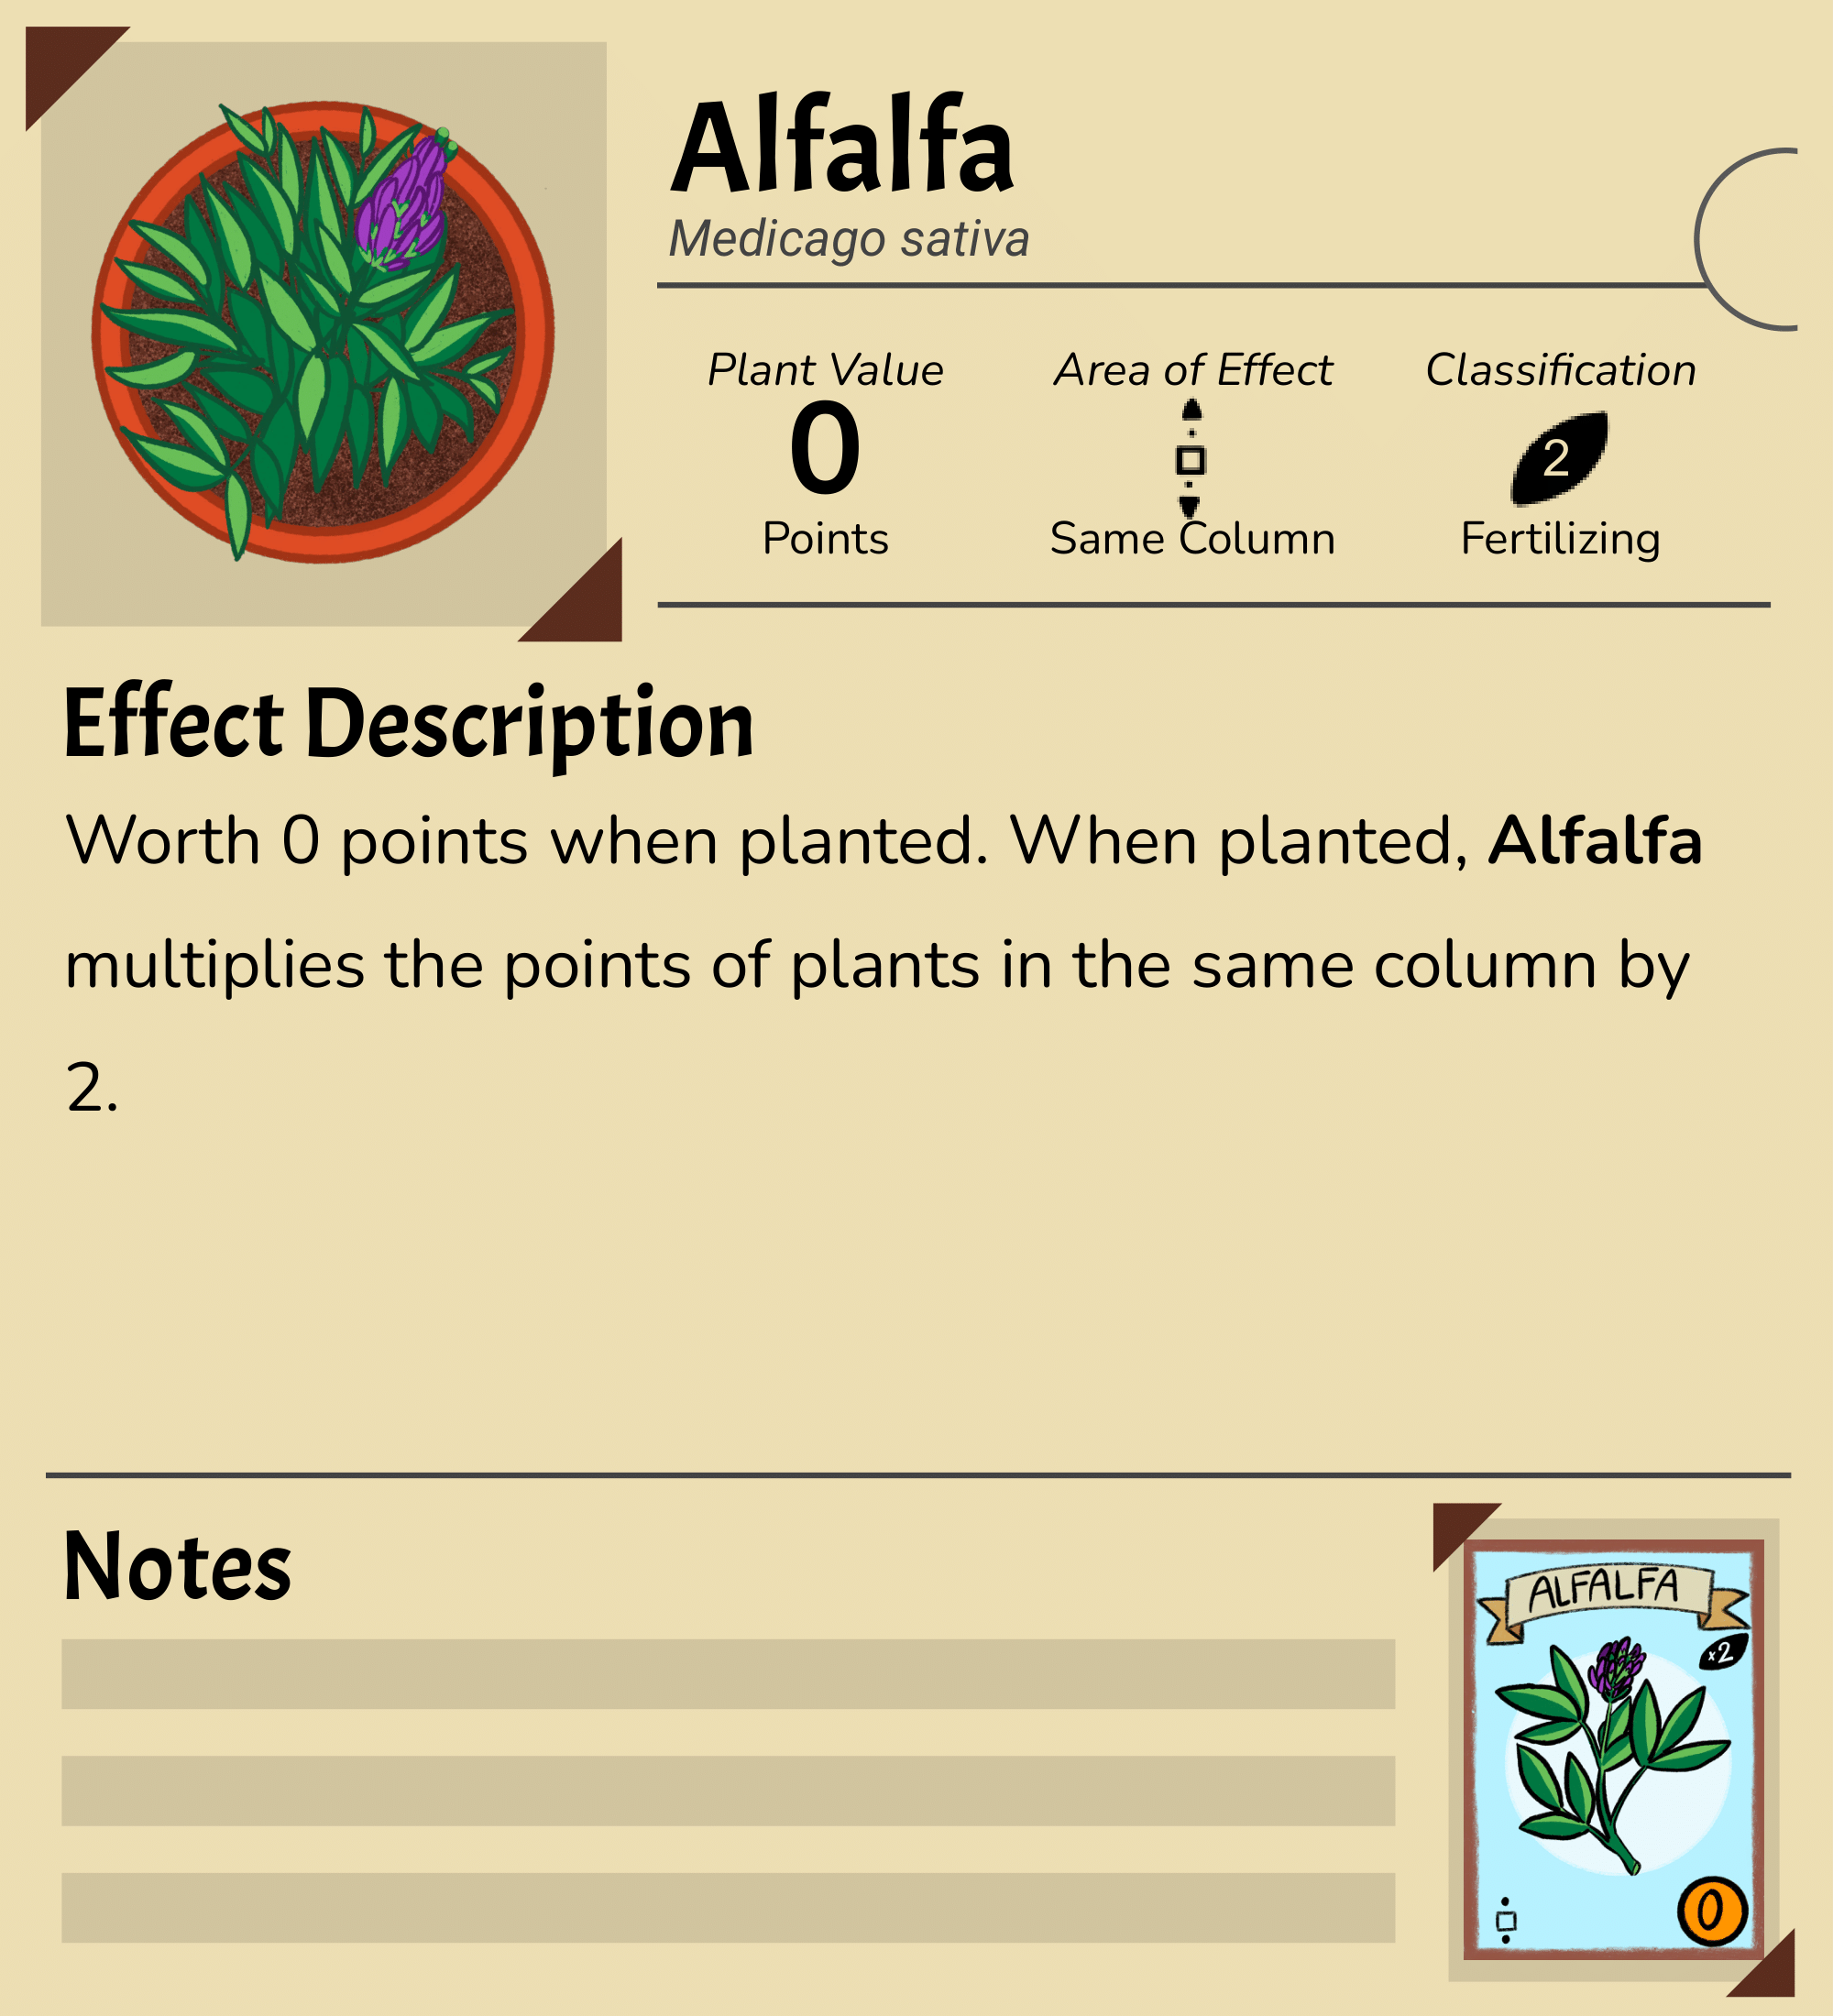 Alfalfa
Medicago sativa
Plant Value
Area of Effect
Classification
0
2
Points
Same Column
Fertilizing
Effect Description
Worth 0 points when planted. When planted, Alfalfa
multiplies the points of plants in the same column by
2.
Notes
ALFALFA
x2
0